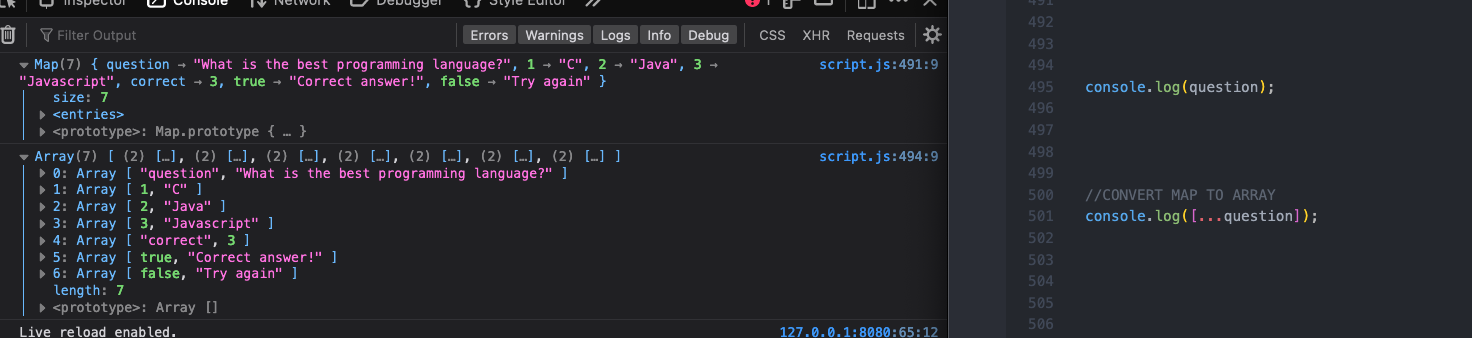 Inspector Console Network Debugger Style Editor 1
Filter Output Errors Warnings Logs Info Debug CSS XHR Requests
Map(7) { question → "What is the best programming language?", 1 → "C", 2 → "Java", 3 → script.js:491:9
"Javascript", correct → 3, true → "Correct answer!", false → "Try again" }
size: 7
<entries>
<prototype>: Map.prototype { … }
Array(7) [ (2) […], (2) […], (2) […], (2) […], (2) […], (2) […], (2) […] ] script.js:494:9
0: Array [ "question", "What is the best programming language?" ]
1: Array [ 1, "C" ]
2: Array [ 2, "Java" ]
3: Array [ 3, "Javascript" ]
4: Array [ "correct", 3 ]
5: Array [ true, "Correct answer!" ]
6: Array [ false, "Try again" ]
length: 7
<prototype>: Array []
Live reload enabled. 127.0.0.1:8080:65:12
491
492
493
494
495 console.log(question);
496
497
498
499
500 //CONVERT MAP TO ARRAY
501 console.log([...question]);
502
503
504
505
506